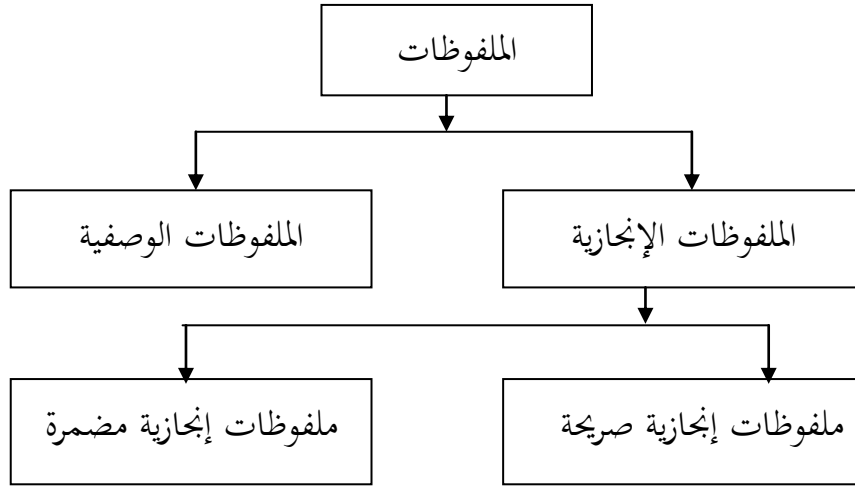 الملفوظات
الملفوظات الإنجازية
الملفوظات الوصفية
ملفوظات إنجازية صريحة
ملفوظات إنجازية مضمرة